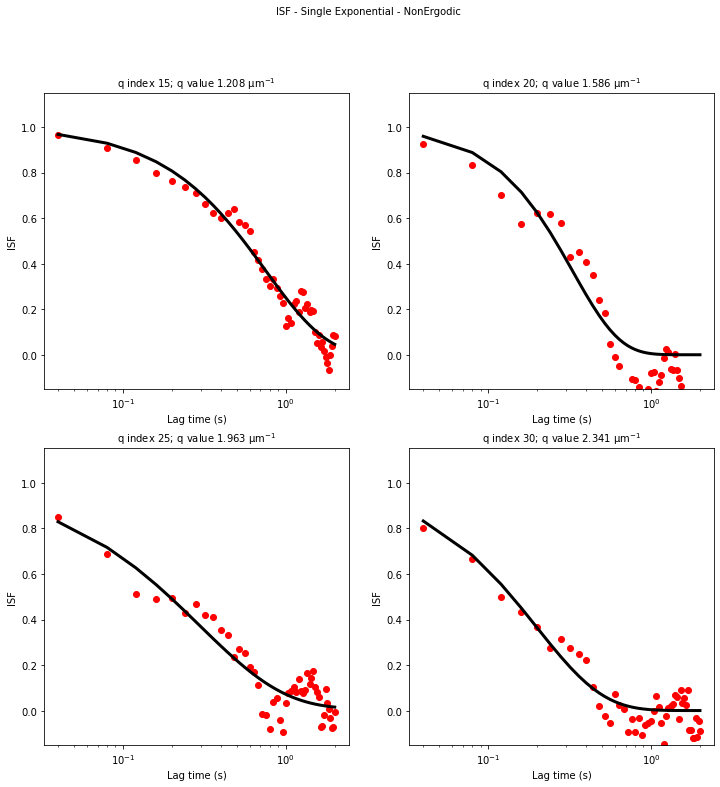 ISF - Single Exponential - NonErgodic
q index 15; q value 1.208 μm⁻¹
1.0
0.8
0.6
0.4
0.2
0.0
ISF
10⁻¹
10⁰
Lag time (s)
q index 20; q value 1.586 μm⁻¹
1.0
0.8
0.6
0.4
0.2
0.0
ISF
10⁻¹
10⁰
Lag time (s)
q index 25; q value 1.963 μm⁻¹
1.0
0.8
0.6
0.4
0.2
0.0
ISF
10⁻¹
10⁰
Lag time (s)
q index 30; q value 2.341 μm⁻¹
1.0
0.8
0.6
0.4
0.2
0.0
ISF
10⁻¹
10⁰
Lag time (s)